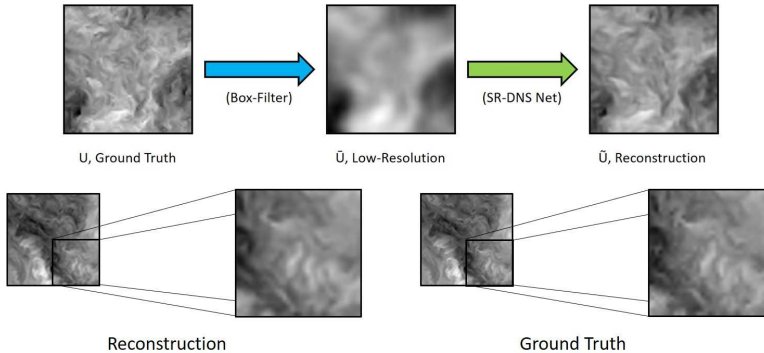 (Box-Filter)
(SR-DNS Net)
U, Ground Truth
Ū, Low-Resolution
Ũ, Reconstruction
Reconstruction
Ground Truth